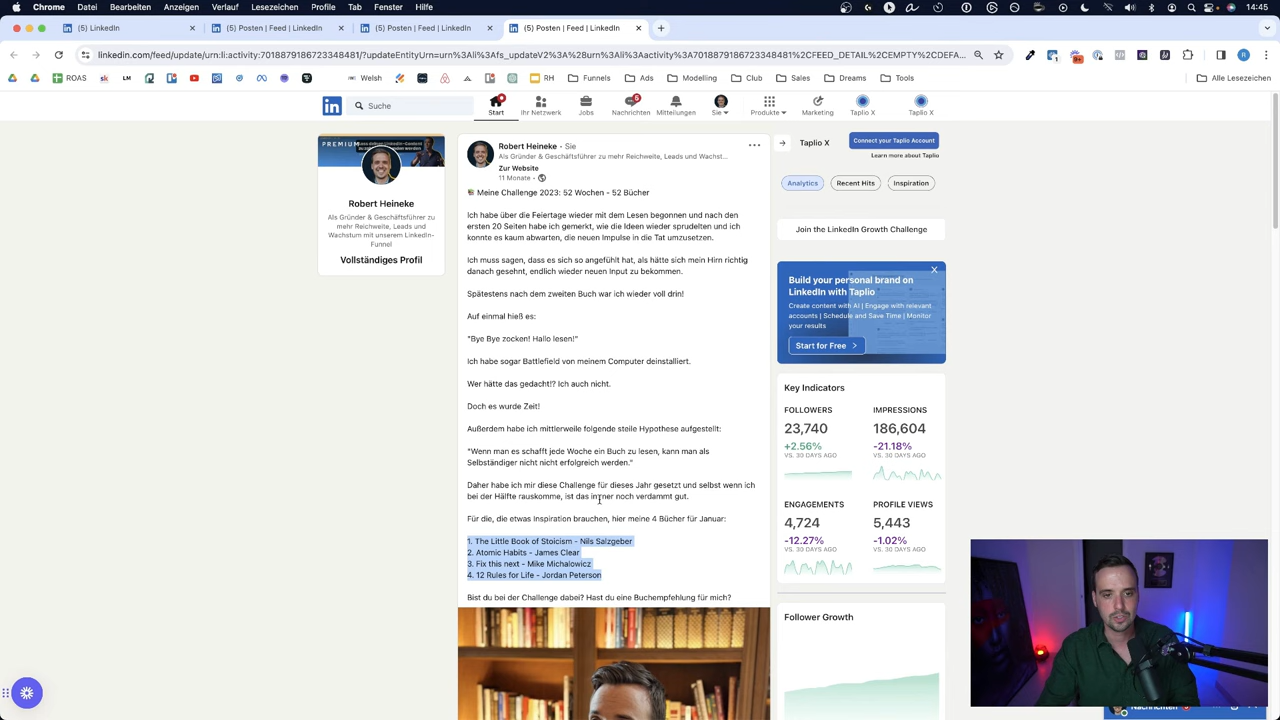 Chrome Ablage Bearbeiten Darstellung Verlauf Lesezeichen Profile Tab Fenster Hilfe
14:45
(5) LinkedIn
(5) Posten | Feed | LinkedIn
(5) Posten | Feed | LinkedIn
(5) Posten | Feed | LinkedIn
linkedin.com/feed/update/urn:li:activity:7018879186723348481/?updateEntityUrn=urn%3Ali%3Afs_updateV2%3A%28urn%3Ali%3Aactivity%3A7018879186723348481%2CFEED_DETAIL%2CEMPTY%2CDEFA...
ROAS
Welsh
RH
Funnels
Ads
Modelling
Club
Sales
Dreams
Tools
Alle Lesezeichen
Suche
Start
Ihr Netzwerk
Jobs
Nachrichten
Mitteilungen
Sie
Produkte
Marketing
Taplio X
Taplio X
PREMIUM
Robert Heineke
Als Gründer & Geschäftsführer zu
mehr Reichweite, Leads und
Wachstum mit unserem LinkedIn-
Funnel
Vollständiges Profil
Robert Heineke • Sie
Als Gründer & Geschäftsführer zu mehr Reichweite, Leads und Wachst...
Zur Website
11 Monate •
Meine Challenge 2023: 52 Wochen - 52 Bücher
Ich habe über die Feiertage wieder mit dem Lesen begonnen und nach den
ersten 20 Seiten habe ich gemerkt, wie die Ideen wieder sprudelten und ich
konnte es kaum abwarten, die neuen Impulse in die Tat umzusetzen.
Ich muss sagen, dass es sich so angefühlt hat, als hätte sich mein Hirn richtig
danach gesehnt, endlich wieder neuen Input zu bekommen.
Spätestens nach dem zweiten Buch war ich wieder voll drin!
Auf einmal hieß es:
"Bye Bye zocken! Hallo lesen!"
Ich habe sogar Battlefield von meinem Computer deinstalliert.
Wer hätte das gedacht!? Ich auch nicht.
Doch es wurde Zeit!
Außerdem habe ich mittlerweile folgende steile Hypothese aufgestellt:
"Wenn man es schafft jede Woche ein Buch zu lesen, kann man als
Selbständiger nicht nicht erfolgreich werden."
Daher habe ich mir diese Challenge für dieses Jahr gesetzt und selbst wenn ich
bei der Hälfte rauskomme, ist das immer noch verdammt gut.
Für die, die etwas Inspiration brauchen, hier meine 4 Bücher für Januar:
1. The Little Book of Stoicism - Nils Salzgeber
2. Atomic Habits - James Clear
3. Fix this next - Mike Michalowicz
4. 12 Rules for Life - Jordan Peterson
Bist du bei der Challenge dabei? Hast du eine Buchempfehlung für mich?
Taplio X
Connect your Taplio Account
Learn more about Taplio
Analytics
Recent Hits
Inspiration
Join the LinkedIn Growth Challenge
Build your personal brand on
LinkedIn with Taplio
Create content with AI | Engage with relevant
accounts | Schedule and Save Time | Monitor
your results
Start for Free >
Key Indicators
FOLLOWERS
23,740
+2.56%
VS. 30 DAYS AGO
IMPRESSIONS
186,604
-21.18%
VS. 30 DAYS AGO
ENGAGEMENTS
4,724
-12.27%
VS. 30 DAYS AGO
PROFILE VIEWS
5,443
-1.02%
VS. 30 DAYS AGO
Follower Growth
Nachrichten